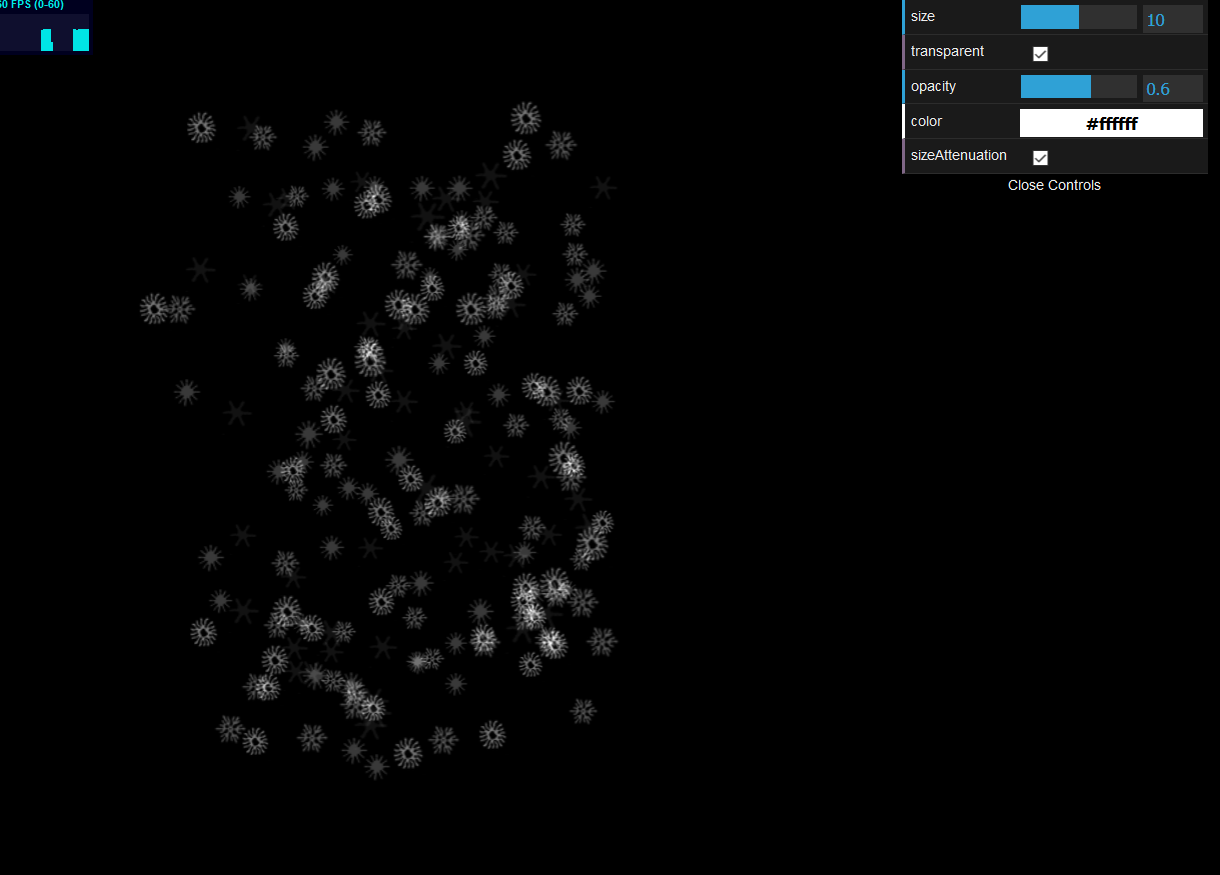 60 FPS (0-60)
size 10
transparent
opacity 0.6
color #ffffff
sizeAttenuation
Close Controls